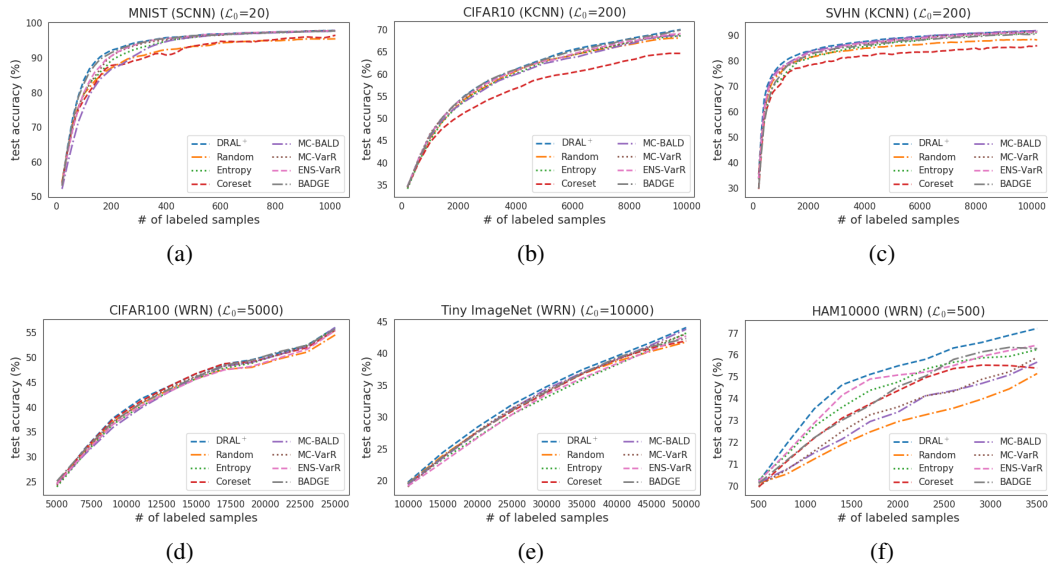 MNIST (SCNN) (ℒ₀=20)
test accuracy (%)
100
90
80
70
60
50
0
200
400
600
800
1000
# of labeled samples
DRAL⁺
Random
Entropy
Coreset
MC-BALD
MC-VarR
ENS-VarR
BADGE
(a)
CIFAR10 (KCNN) (ℒ₀=200)
test accuracy (%)
70
65
60
55
50
45
40
35
0
2000
4000
6000
8000
10000
# of labeled samples
DRAL⁺
Random
Entropy
Coreset
MC-BALD
MC-VarR
ENS-VarR
BADGE
(b)
SVHN (KCNN) (ℒ₀=200)
test accuracy (%)
90
80
70
60
50
40
30
0
2000
4000
6000
8000
10000
# of labeled samples
DRAL⁺
Random
Entropy
Coreset
MC-BALD
MC-VarR
ENS-VarR
BADGE
(c)
CIFAR100 (WRN) (ℒ₀=5000)
test accuracy (%)
55
50
45
40
35
30
25
5000
7500
10000
12500
15000
17500
20000
22500
25000
# of labeled samples
DRAL⁺
Random
Entropy
Coreset
MC-BALD
MC-VarR
ENS-VarR
BADGE
(d)
Tiny ImageNet (WRN) (ℒ₀=10000)
test accuracy (%)
45
40
35
30
25
20
10000
15000
20000
25000
30000
35000
40000
45000
50000
# of labeled samples
DRAL⁺
Random
Entropy
Coreset
MC-BALD
MC-VarR
ENS-VarR
BADGE
(e)
HAM10000 (WRN) (ℒ₀=500)
test accuracy (%)
77
76
75
74
73
72
71
70
500
1000
1500
2000
2500
3000
3500
# of labeled samples
DRAL⁺
Random
Entropy
Coreset
MC-BALD
MC-VarR
ENS-VarR
BADGE
(f)